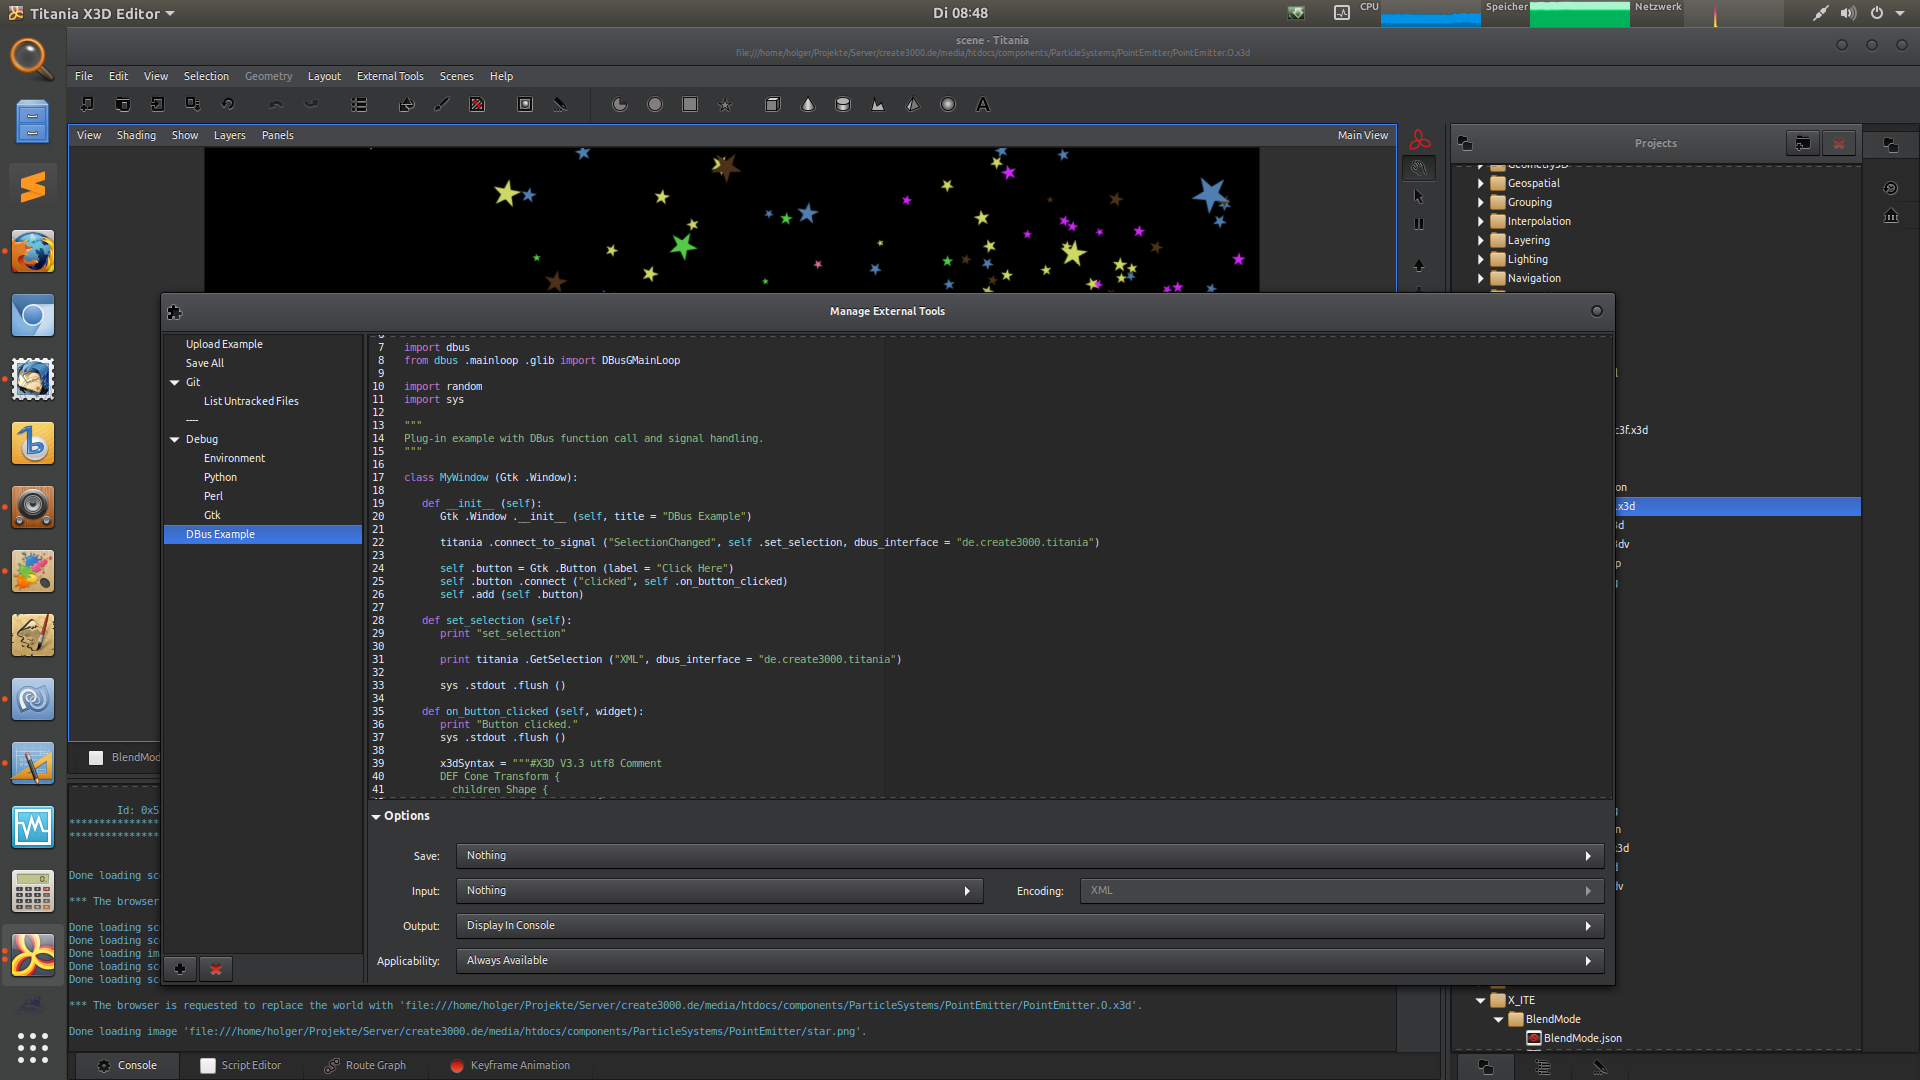 Titania X3D Editor
Di 08:48
CPU
Speicher
Netzwerk
scene - Titania
file:///home/holger/Projekte/Server/create3000.de/media/htdocs/components/ParticleSystems/PointEmitter/PointEmitter.O.x3d
File Edit View Selection Geometry Layout External Tools Scenes Help
View Shading Show Layers Panels
Main View
Projects
Geospatial
Grouping
Interpolation
Layering
Lighting
Navigation
Manage External Tools
Upload Example
Save All
Git
List Untracked Files
—
Debug
Environment
Python
Perl
Gtk
DBus Example
7 import dbus
8 from dbus .mainloop .glib import DBusGMainLoop
9
10 import random
11 import sys
12
13 """
14 Plug-in example with DBus function call and signal handling.
15 """
16
17 class MyWindow (Gtk .Window):
18
19 def __init__ (self):
20 Gtk .Window .__init__ (self, title = "DBus Example")
21
22 titania .connect_to_signal ("SelectionChanged", self .set_selection, dbus_interface = "de.create3000.titania")
23
24 self .button = Gtk .Button (label = "Click Here")
25 self .button .connect ("clicked", self .on_button_clicked)
26 self .add (self .button)
27
28 def set_selection (self):
29 print "set_selection"
30
31 print titania .GetSelection ("XML", dbus_interface = "de.create3000.titania")
32
33 sys .stdout .flush ()
34
35 def on_button_clicked (self, widget):
36 print "Button clicked."
37 sys .stdout .flush ()
38
39 x3dSyntax = """#X3D V3.3 utf8 Comment
40 DEF Cone Transform {
41 children Shape {
Options
Save: Nothing
Input: Nothing
Encoding: XML
Output: Display In Console
Applicability: Always Available
c3f.x3d
on
.x3d
3d
3dv
p
n
x3d
lv
BlendMod
Id: 0x5
*****************
*****************
Done loading sc
*** The browser
Done loading sc
Done loading sc
Done loading im
Done loading sc
Done loading sc
*** The browser is requested to replace the world with 'file:///home/holger/Projekte/Server/create3000.de/media/htdocs/components/ParticleSystems/PointEmitter/PointEmitter.O.x3d'.
Done loading image 'file:///home/holger/Projekte/Server/create3000.de/media/htdocs/components/ParticleSystems/PointEmitter/star.png'.
X_ITE
BlendMode
BlendMode.json
Console
Script Editor
Route Graph
Keyframe Animation